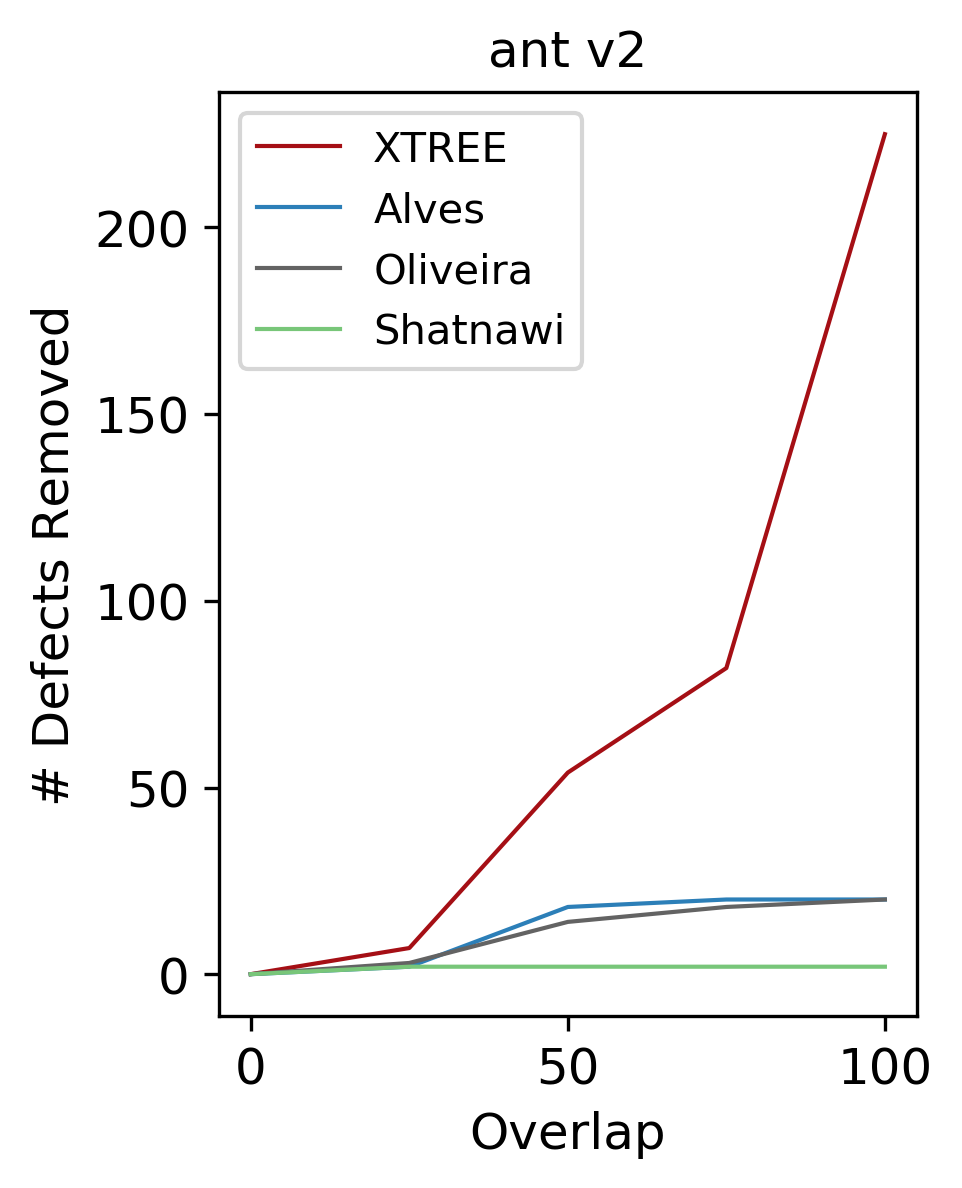 ant v2
XTREE
Alves
Oliveira
Shatnawi
# Defects Removed
200
150
100
50
0
0 50 100
Overlap